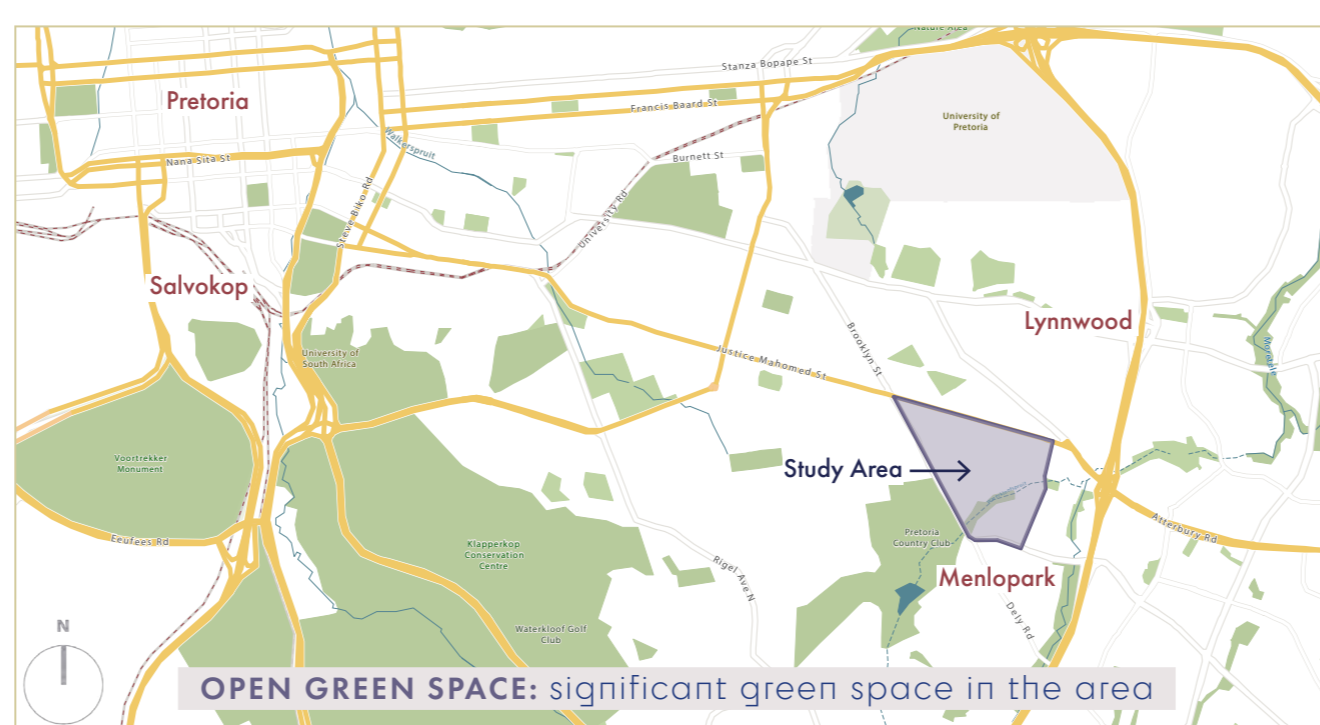 Nature Area
Stanza Bopape St
Pretoria
Francis Baard St
University of
Pretoria
Walkerspruit
Nana Sita St
Burnett St
Steve Biko Rd
University Rd
Salvokop
Lynnwood
University of
South Africa
Brooklyn St
Justice Mahomed St
Moretele
Voortrekker
Monument
Study Area
Eeufees Rd
Klapperkop
Conservation
Centre
Pretoria
Country Club
Atterbury Rd
Rigel Ave N
Menlopark
Dely Rd
Waterkloof Golf
Club
N
OPEN GREEN SPACE: significant green space in the area